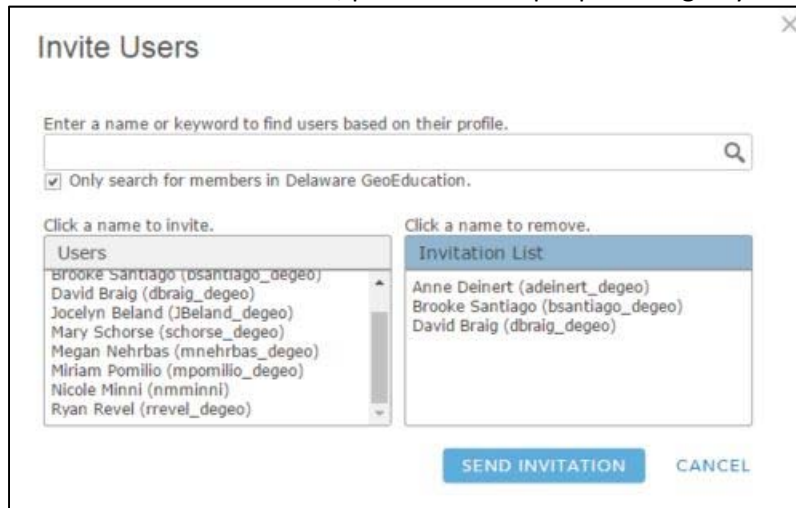 Invite Users
Enter a name or keyword to find users based on their profile.
Only search for members in Delaware GeoEducation.
Click a name to invite.
Users
Brooke Santiago (bsantiago_degeo)
David Braig (dbraig_degeo)
Jocelyn Beland (JBeland_degeo)
Mary Schorse (schorse_degeo)
Megan Nehrbas (mnehrbas_degeo)
Miriam Pomilio (mpomilio_degeo)
Nicole Minni (nmminni)
Ryan Revel (rrevel_degeo)
Click a name to remove.
Invitation List
Anne Deinert (adeinert_degeo)
Brooke Santiago (bsantiago_degeo)
David Braig (dbraig_degeo)
SEND INVITATION
CANCEL